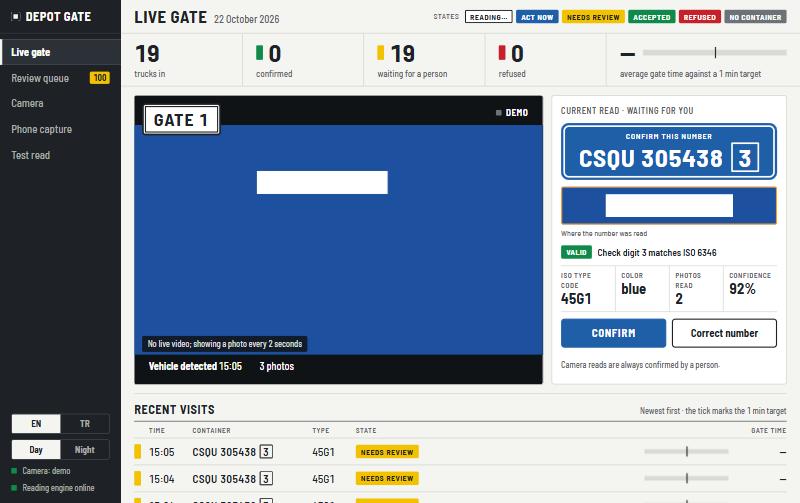 DEPOT GATE
Live gate
Review queue 100
Camera
Phone capture
Test read
EN TR
Day Night
Camera: demo
Reading engine online
LIVE GATE 22 October 2026
STATES READING… ACT NOW NEEDS REVIEW ACCEPTED REFUSED NO CONTAINER
19
trucks in
0
confirmed
19
waiting for a person
0
refused
—
average gate time against a 1 min target
GATE 1
DEMO
No live video; showing a photo every 2 seconds
Vehicle detected 15:05 3 photos
CURRENT READ · WAITING FOR YOU
CONFIRM THIS NUMBER
CSQU 305438 3
Where the number was read
VALID Check digit 3 matches ISO 6346
ISO TYPE CODE
45G1
COLOR
blue
PHOTOS READ
2
CONFIDENCE
92%
CONFIRM Correct number
Camera reads are always confirmed by a person.
RECENT VISITS Newest first · the tick marks the 1 min target
TIME CONTAINER TYPE STATE GATE TIME
15:05 CSQU 305438 3 45G1 NEEDS REVIEW —
15:04 CSQU 305438 3 45G1 NEEDS REVIEW —